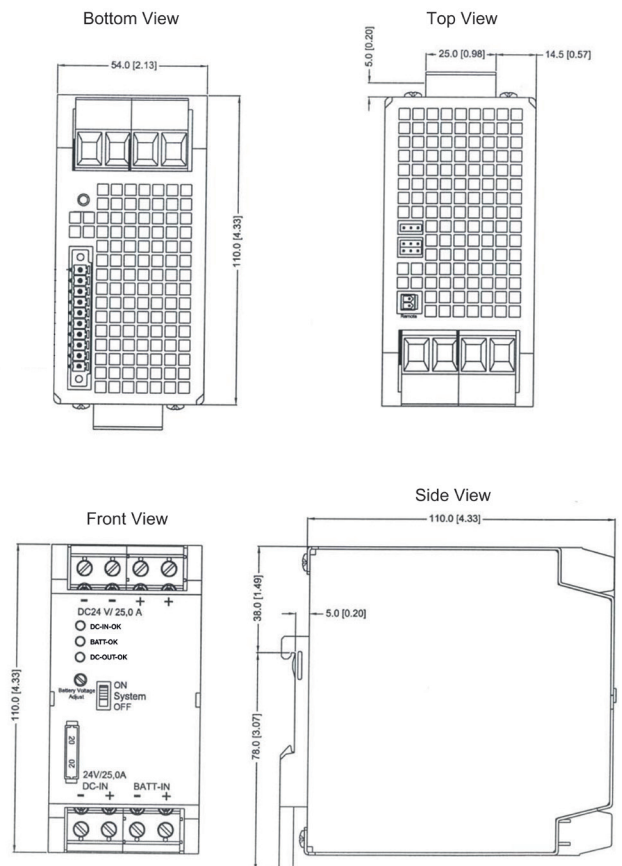 Bottom View
54.0 [2.13]
110.0 [4.33]
Top View
5.0 [0.20]
25.0 [0.98]
14.5 [0.57]
Remote
Front View
110.0 [4.33]
- - + +
DC24 V/ 25,0 A
DC-IN-OK
BATT-OK
DC-OUT-OK
Battery Voltage
Adjust
ON
System
OFF
20
20
24V/25,0A
DC-IN BATT-IN
- + - +
Side View
110.0 [4.33]
38.0 [1.49]
5.0 [0.20]
78.0 [3.07]